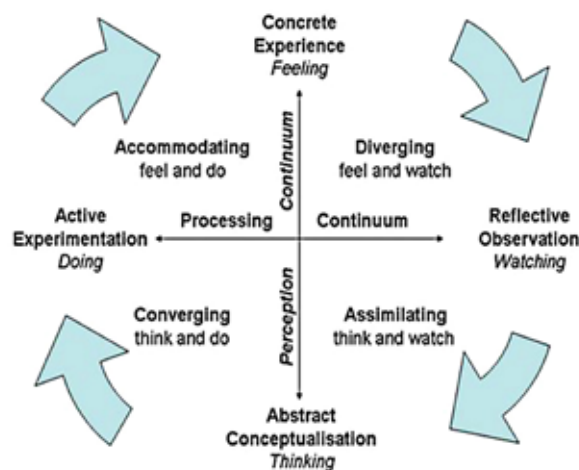 Concrete
Experience
Feeling
Accommodating
feel and do
Continuum
Diverging
feel and watch
Active
Experimentation
Doing
Processing
Continuum
Reflective
Observation
Watching
Converging
think and do
Perception
Assimilating
think and watch
Abstract
Conceptualisation
Thinking